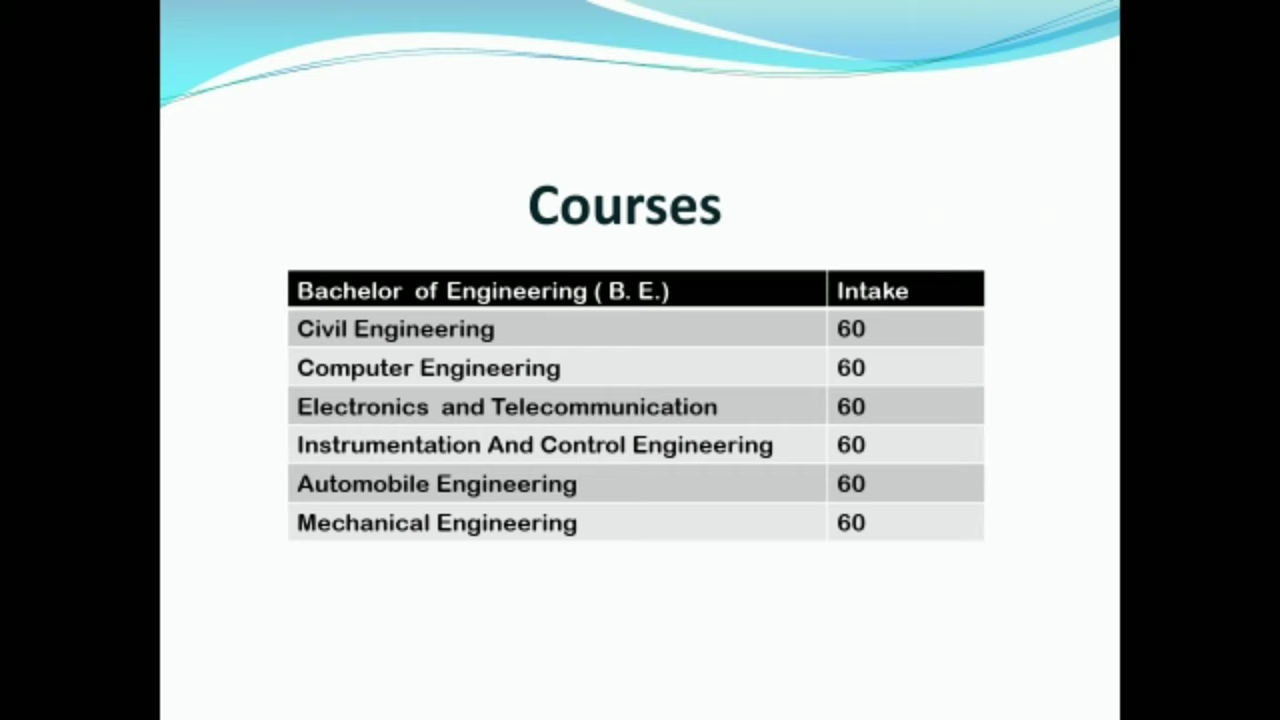 Courses
Bachelor of Engineering ( B. E.) Intake
Civil Engineering 60
Computer Engineering 60
Electronics and Telecommunication 60
Instrumentation And Control Engineering 60
Automobile Engineering 60
Mechanical Engineering 60